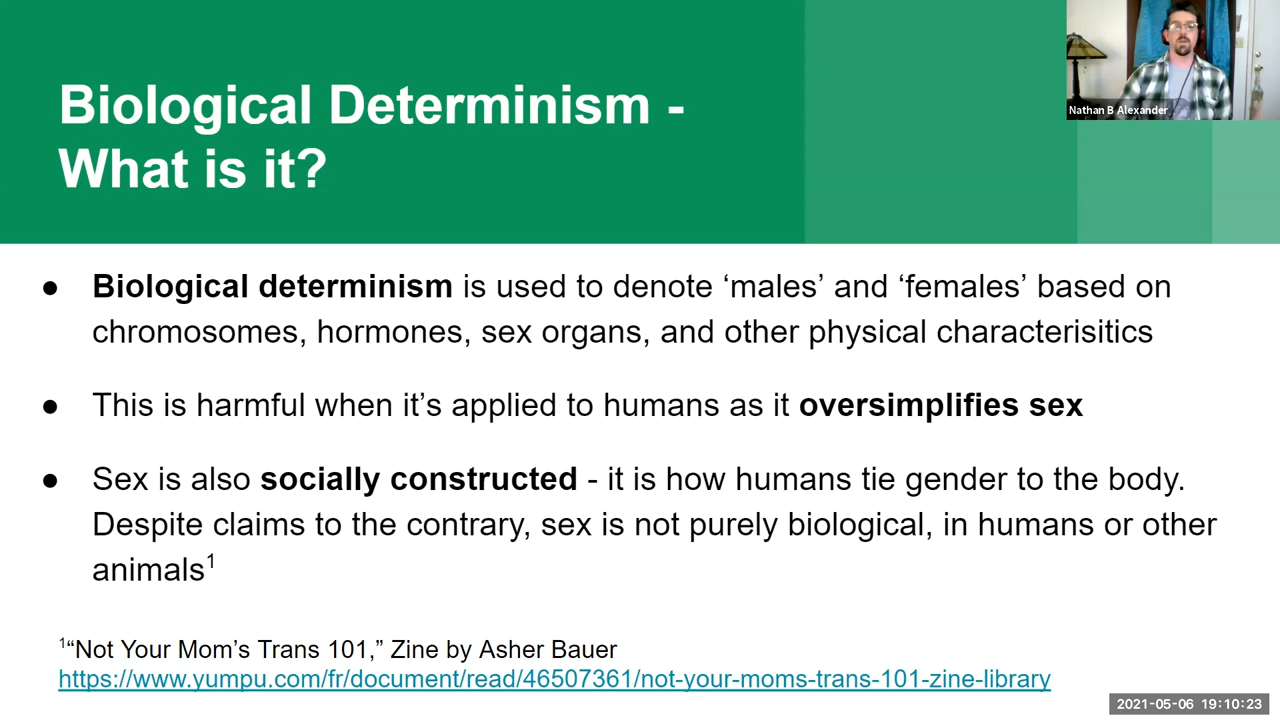 Biological Determinism -
What is it?
Nathan B Alexander
● Biological determinism is used to denote ‘males’ and ‘females’ based on
chromosomes, hormones, sex organs, and other physical characterisitics
● This is harmful when it’s applied to humans as it oversimplifies sex
● Sex is also socially constructed - it is how humans tie gender to the body.
Despite claims to the contrary, sex is not purely biological, in humans or other
animals¹
¹“Not Your Mom’s Trans 101,” Zine by Asher Bauer
https://www.yumpu.com/fr/document/read/46507361/not-your-moms-trans-101-zine-library
2021-05-06 19:10:23